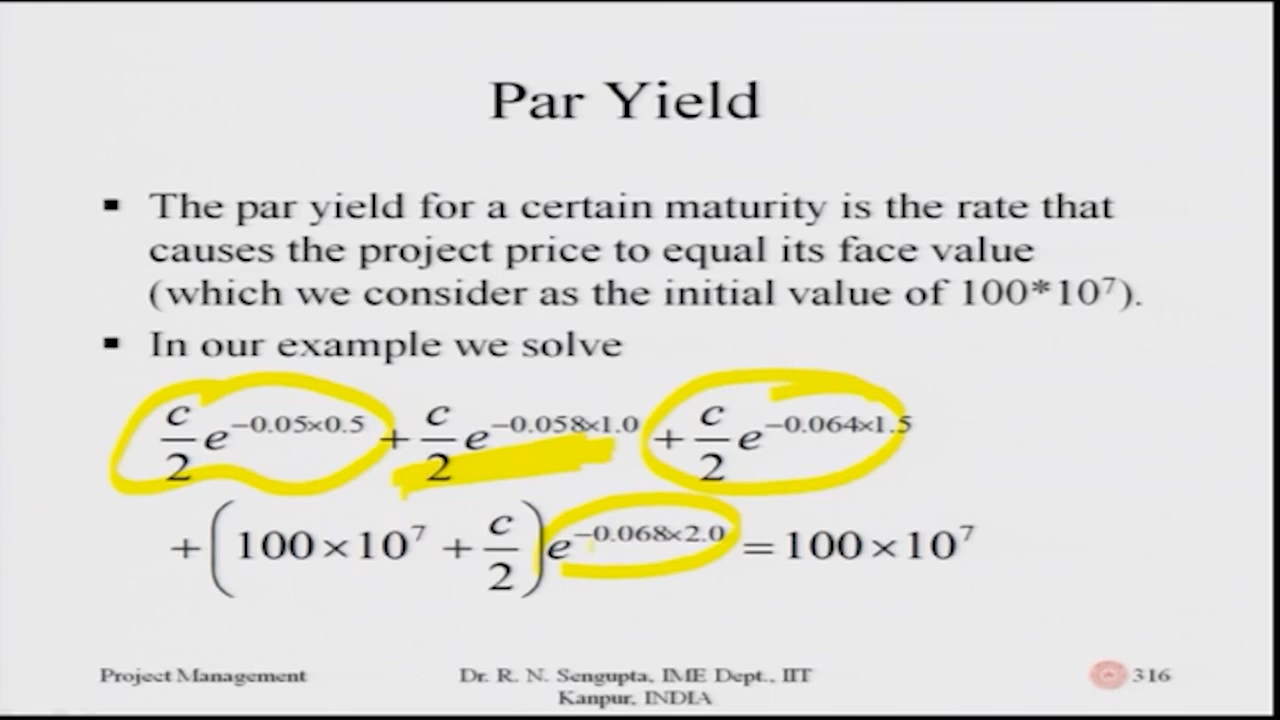 Par Yield
▪ The par yield for a certain maturity is the rate that
causes the project price to equal its face value
(which we consider as the initial value of 100*10⁷).
▪ In our example we solve
c/2 e^(−0.05×0.5) + c/2 e^(−0.058×1.0) + c/2 e^(−0.064×1.5)
+ (100×10⁷ + c/2) e^(−0.068×2.0) = 100×10⁷
Project Management
Dr. R. N. Sengupta, IME Dept., IIT
Kanpur, INDIA
316